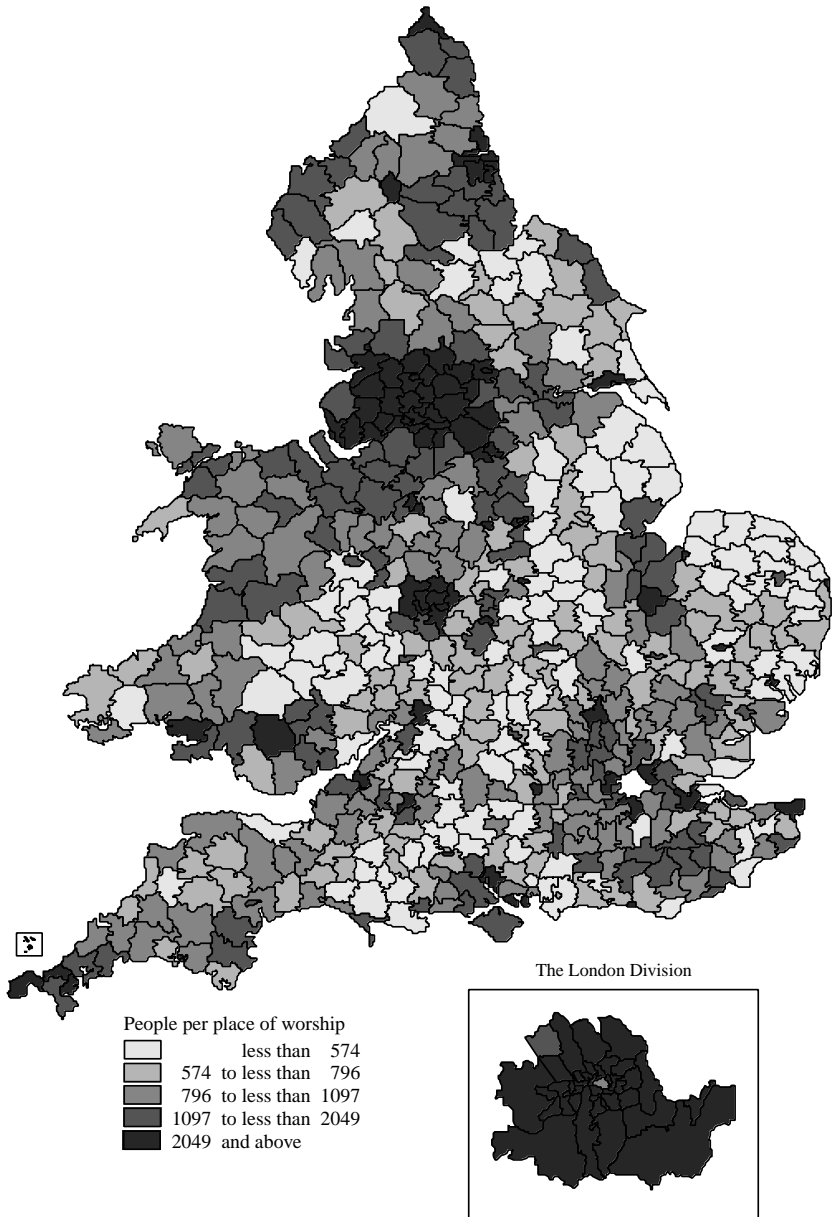 The London Division
People per place of worship
less than 574
574 to less than 796
796 to less than 1097
1097 to less than 2049
2049 and above